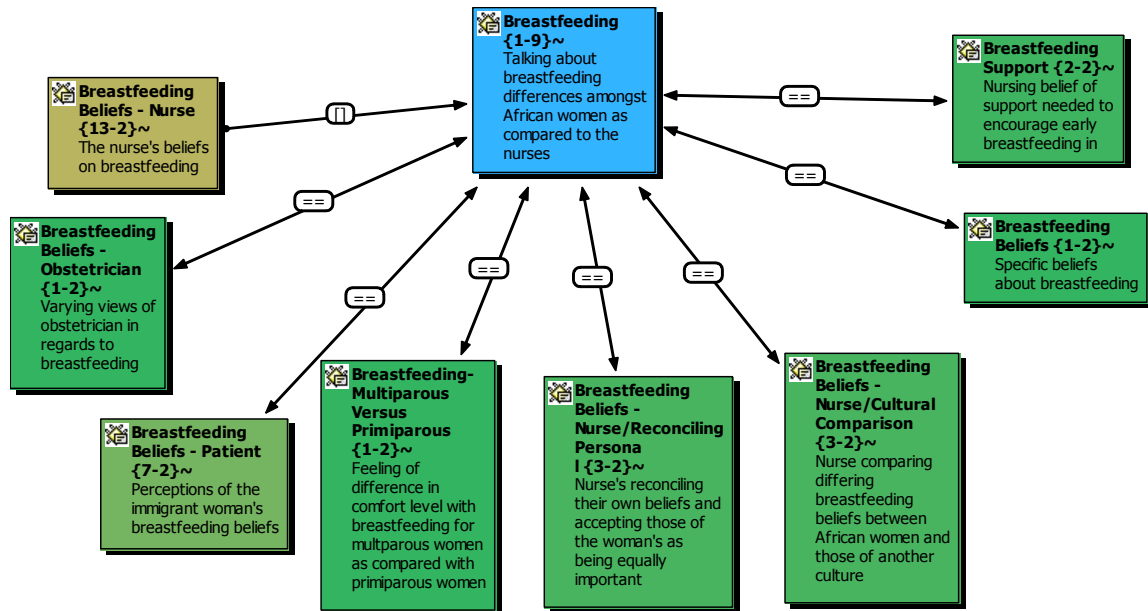 Breastfeeding
{1-9}~
Talking about
breastfeeding
differences amongst
African women as
compared to the
nurses
Breastfeeding
Support {2-2}~
Nursing belief of
support needed to
encourage early
breastfeeding in
Breastfeeding
Beliefs - Nurse
{13-2}~
The nurse's beliefs
on breastfeeding
[]
==
==
==
Breastfeeding
Beliefs -
Obstetrician
{1-2}~
Varying views of
obstetrician in
regards to
breastfeeding
Breastfeeding
Beliefs {1-2}~
Specific beliefs
about breastfeeding
==
==
==
==
Breastfeeding
Beliefs - Patient
{7-2}~
Perceptions of the
immigrant woman's
breastfeeding beliefs
Breastfeeding-
Multiparous
Versus
Primiparous
{1-2}~
Feeling of
difference in
comfort level with
breastfeeding for
multparous women
as compared with
primiparous women
Breastfeeding
Beliefs -
Nurse/Reconciling
Persona
l {3-2}~
Nurse's reconciling
their own beliefs and
accepting those of
the woman's as
being equally
important
Breastfeeding
Beliefs -
Nurse/Cultural
Comparison
{3-2}~
Nurse comparing
differing
breastfeeding
beliefs between
African women and
those of another
culture